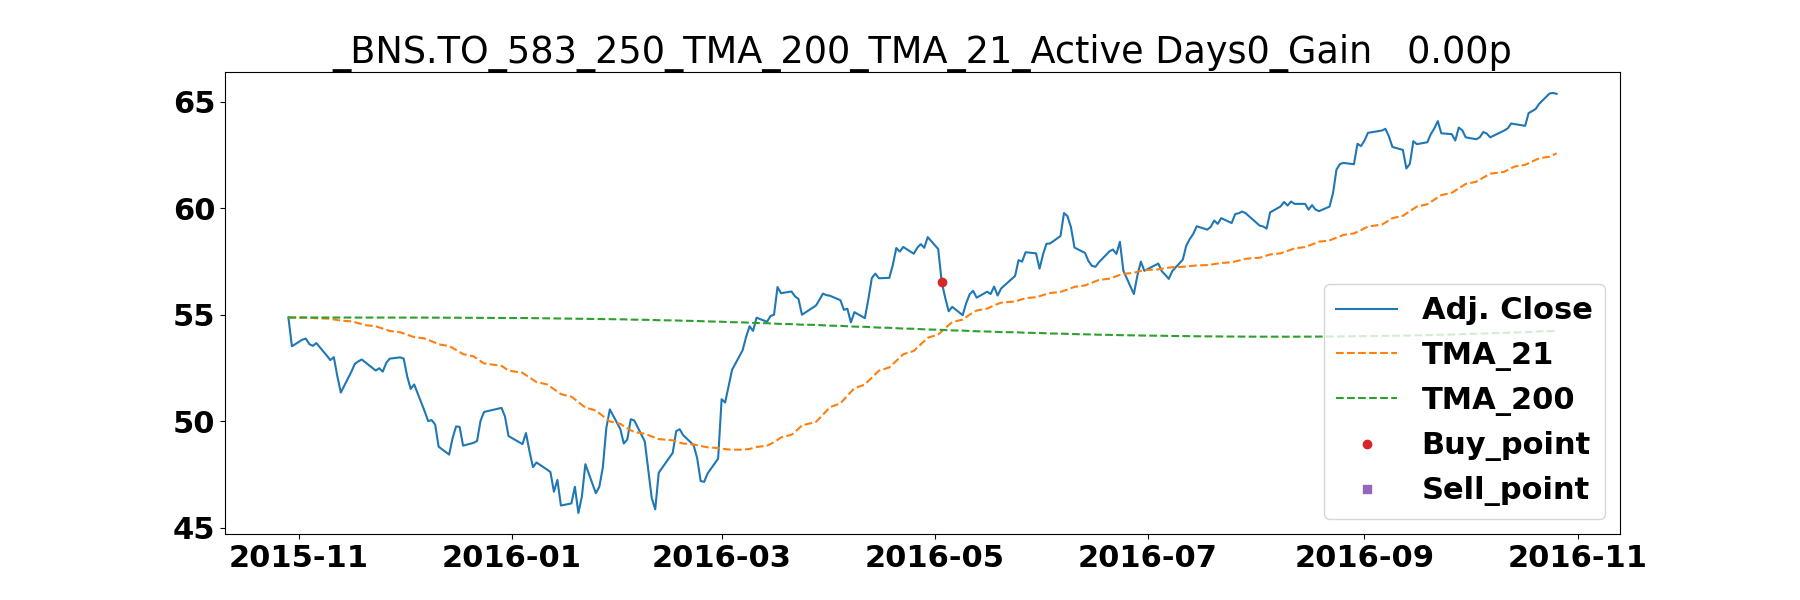 _BNS.TO_583_250_TMA_200_TMA_21_Active Days0_Gain   0.00p
65
60
55
50
45
2015-11 2016-01 2016-03 2016-05 2016-07 2016-09 2016-11
Adj. Close
TMA_21
TMA_200
Buy_point
Sell_point